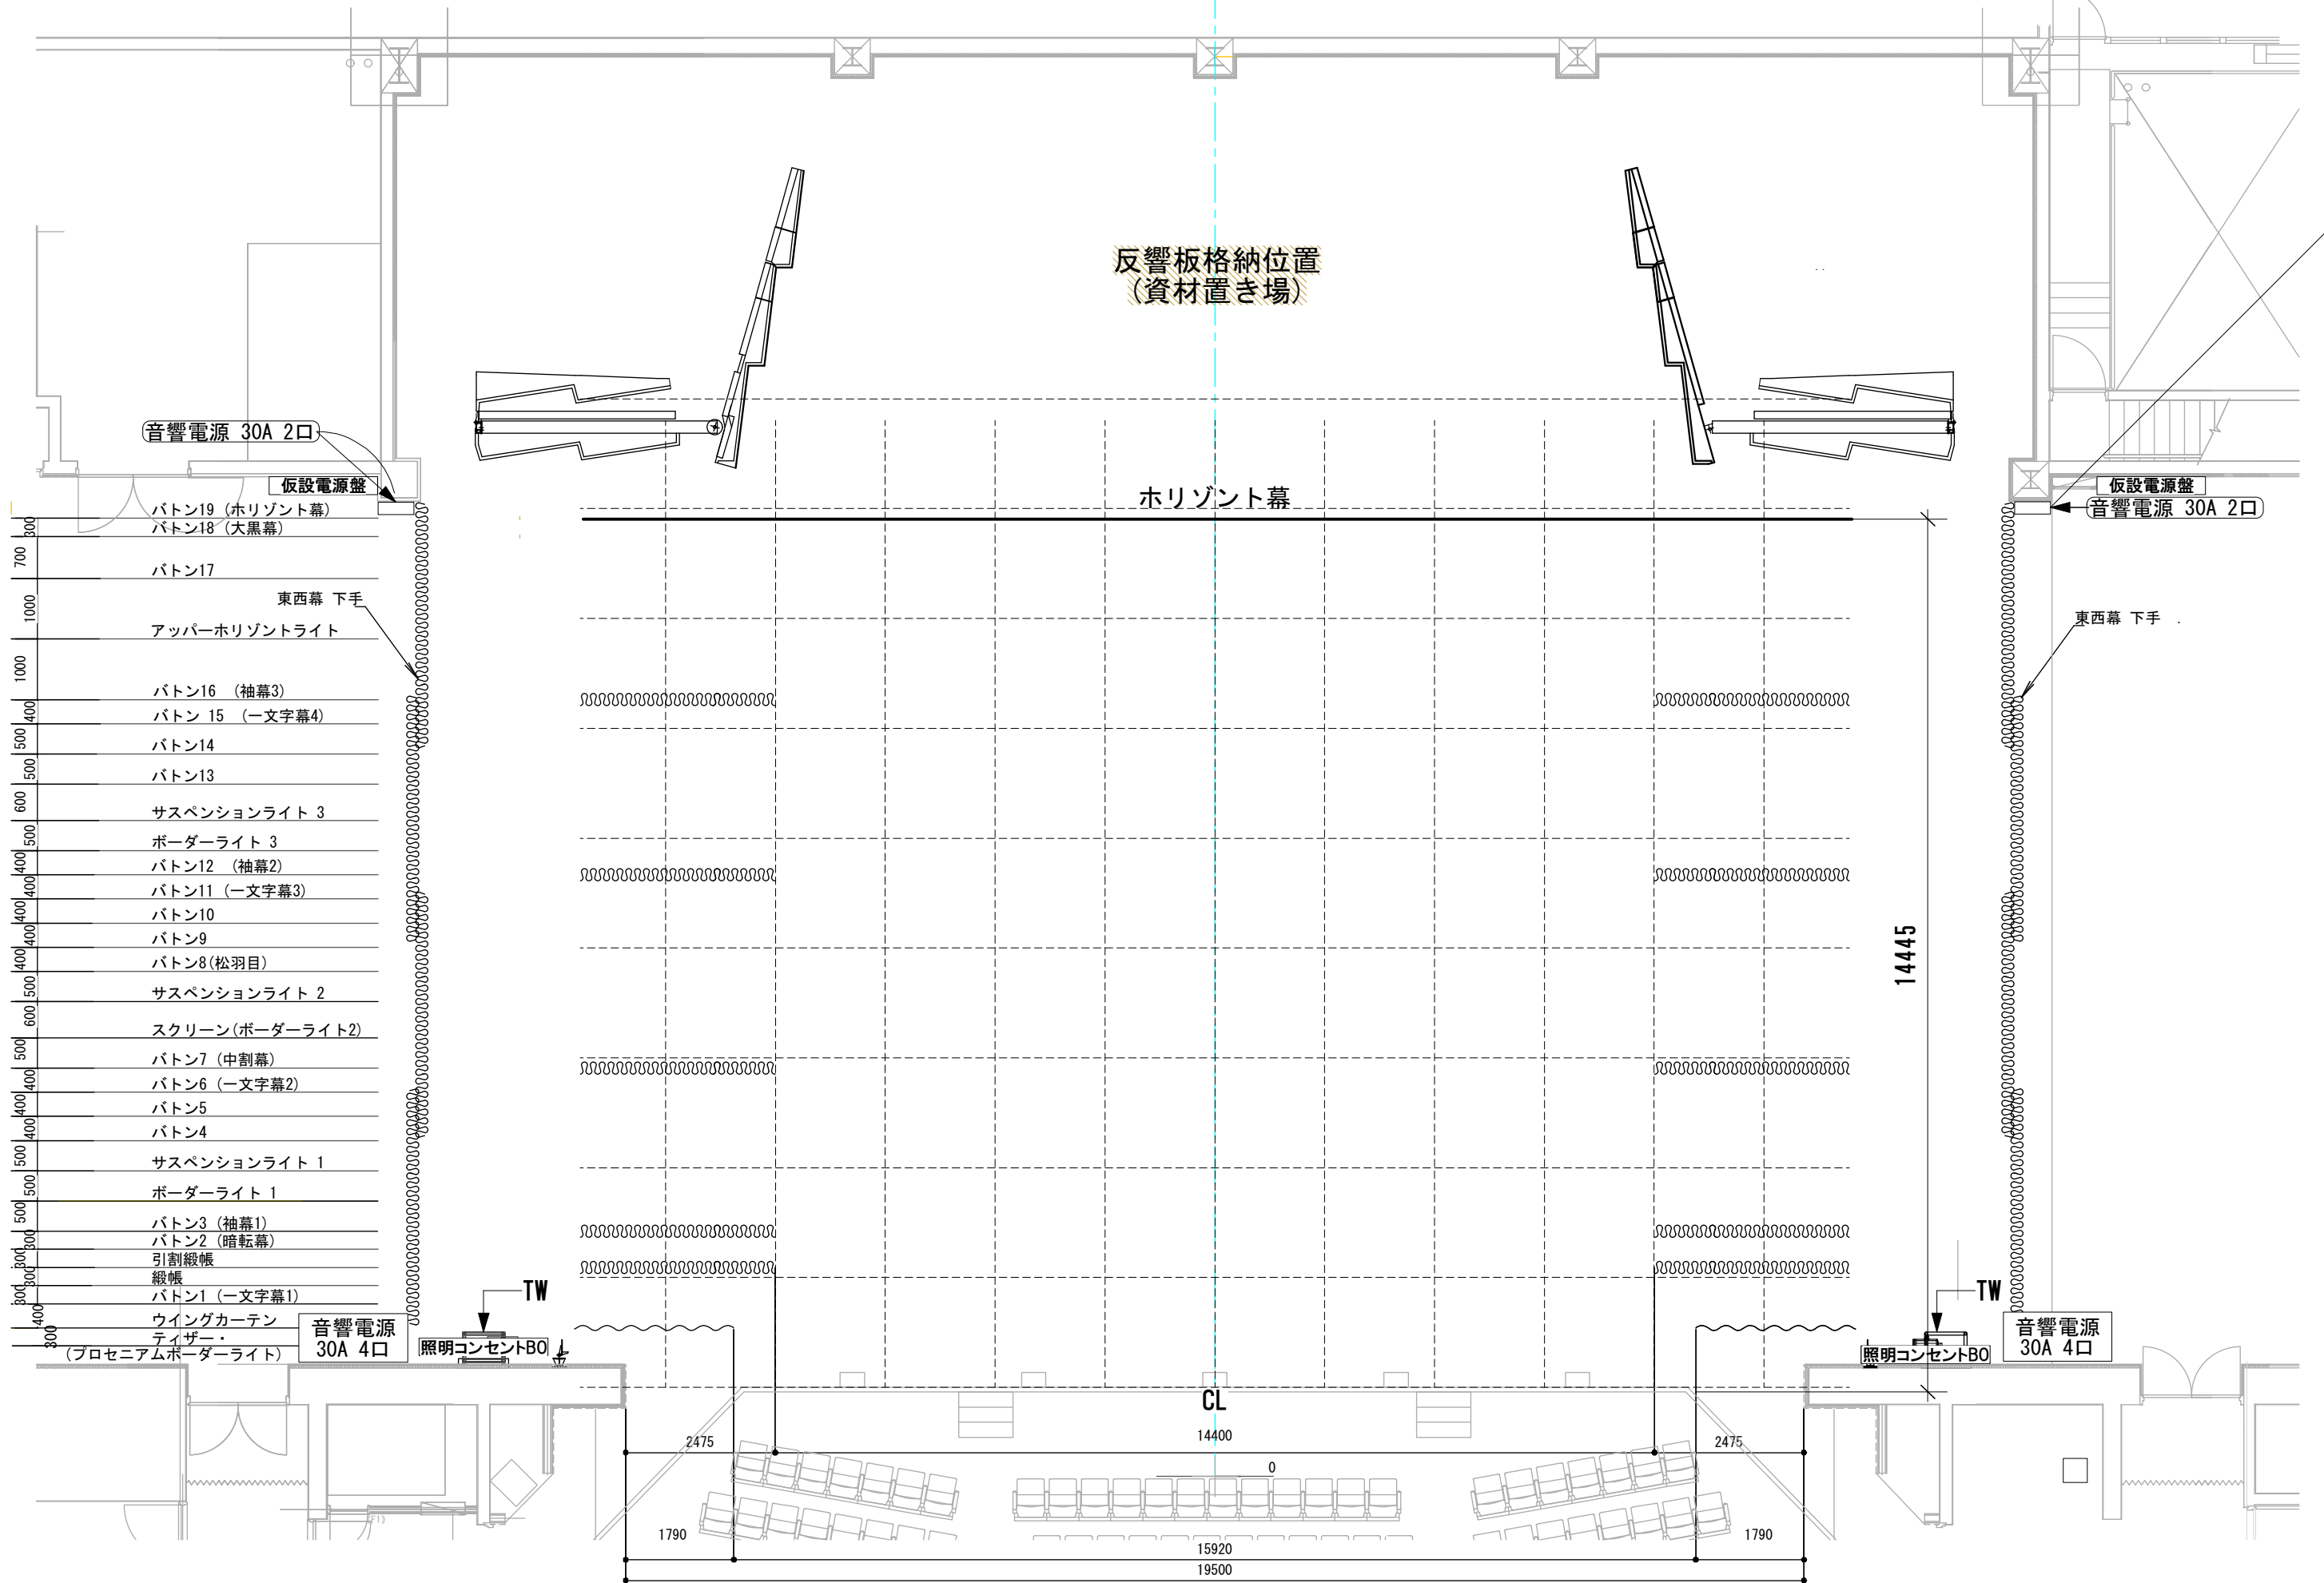 反響板格納位置
(資材置き場)
音響電源 30A 2口
仮設電源盤
仮設電源盤
音響電源 30A 2口
ホリゾント幕
バトン19 (ホリゾント幕)
300
バトン18 (大黒幕)
700
バトン17
1000
東西幕 下手
東西幕 下手
アッパーホリゾントライト
1000
バトン16 (袖幕3)
400
バトン 15 (一文字幕4)
500
バトン14
500
バトン13
600
サスペンションライト 3
500
ボーダーライト 3
400
バトン12 (袖幕2)
400
バトン11 (一文字幕3)
400
バトン10
400
バトン9
400
バトン8(松羽目)
500
サスペンションライト 2
600
スクリーン(ボーダーライト2)
500
バトン7 (中割幕)
400
バトン6 (一文字幕2)
400
バトン5
400
バトン4
500
サスペンションライト 1
500
ボーダーライト 1
500
バトン3 (袖幕1)
300
バトン2 (暗転幕)
300
引割緞帳
300
緞帳
300
バトン1 (一文字幕1)
400
ウイングカーテン
300
ティザー・
(プロセニアムボーダーライト)
14445
TW
TW
音響電源
30A 4口
照明コンセントBO
照明コンセントBO
音響電源
30A 4口
CL
2475
14400
2475
0
1790
15920
1790
19500